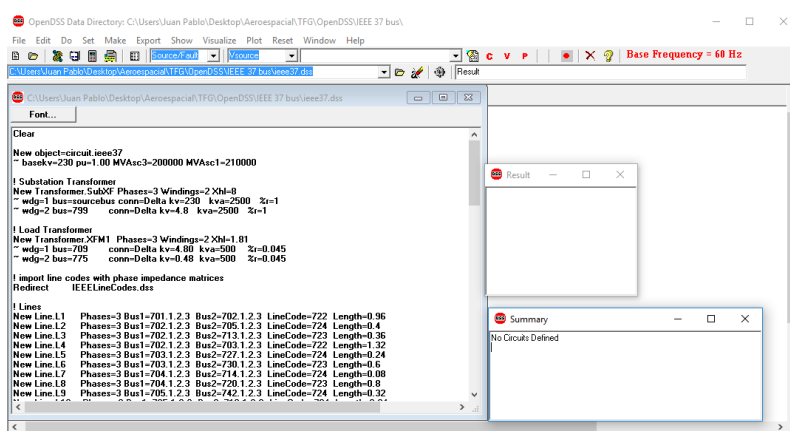 OpenDSS Data Directory: C:\Users\Juan Pablo\Desktop\Aeroespacial\TFG\OpenDSS\IEEE 37 bus\
File Edit Do Set Make Export Show Visualize Plot Reset Window Help
Source/Fault Vsource C V P Base Frequency = 60 Hz
C:\Users\Juan Pablo\Desktop\Aeroespacial\TFG\OpenDSS\IEEE 37 bus\ieee37.dss Result
C:\Users\Juan Pablo\Desktop\Aeroespacial\TFG\OpenDSS\IEEE 37 bus\ieee37.dss
Font...
Clear
New object=circuit.ieee37
~ basekv=230 pu=1.00 MVAsc3=200000 MVAsc1=210000
! Substation Transformer
New Transformer.SubXF Phases=3 Windings=2 Xhl=8
~ wdg=1 bus=sourcebus conn=Delta kv=230 kva=2500 %r=1
~ wdg=2 bus=799 conn=Delta kv=4.8 kva=2500 %r=1
! Load Transformer
New Transformer.XFM1 Phases=3 Windings=2 Xhl=1.81
~ wdg=1 bus=709 conn=Delta kv=4.80 kva=500 %r=0.045
~ wdg=2 bus=775 conn=Delta kv=0.48 kva=500 %r=0.045
! import line codes with phase impedance matrices
Redirect IEEELineCodes.dss
! Lines
New Line.L1 Phases=3 Bus1=701.1.2.3 Bus2=702.1.2.3 LineCode=722 Length=0.96
New Line.L2 Phases=3 Bus1=702.1.2.3 Bus2=705.1.2.3 LineCode=724 Length=0.4
New Line.L3 Phases=3 Bus1=702.1.2.3 Bus2=713.1.2.3 LineCode=723 Length=0.36
New Line.L4 Phases=3 Bus1=702.1.2.3 Bus2=703.1.2.3 LineCode=722 Length=1.32
New Line.L5 Phases=3 Bus1=703.1.2.3 Bus2=727.1.2.3 LineCode=724 Length=0.24
New Line.L6 Phases=3 Bus1=703.1.2.3 Bus2=730.1.2.3 LineCode=723 Length=0.6
New Line.L7 Phases=3 Bus1=704.1.2.3 Bus2=714.1.2.3 LineCode=724 Length=0.08
New Line.L8 Phases=3 Bus1=704.1.2.3 Bus2=720.1.2.3 LineCode=723 Length=0.8
New Line.L9 Phases=3 Bus1=705.1.2.3 Bus2=742.1.2.3 LineCode=724 Length=0.32
Result
Summary
No Circuits Defined